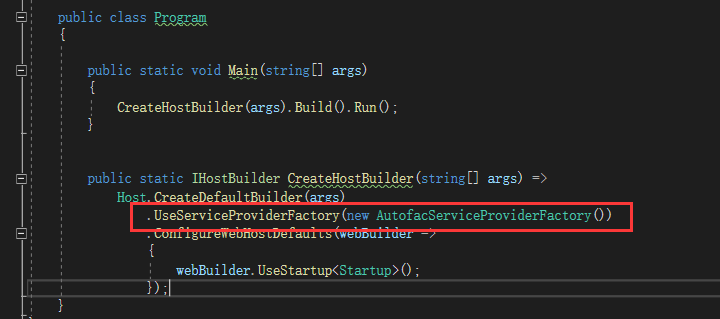 public class Program
{
public static void Main(string[] args)
{
CreateHostBuilder(args).Build().Run();
}
public static IHostBuilder CreateHostBuilder(string[] args) =>
Host.CreateDefaultBuilder(args)
.UseServiceProviderFactory(new AutofacServiceProviderFactory())
.ConfigureWebHostDefaults(webBuilder =>
{
webBuilder.UseStartup<Startup>();
});
}